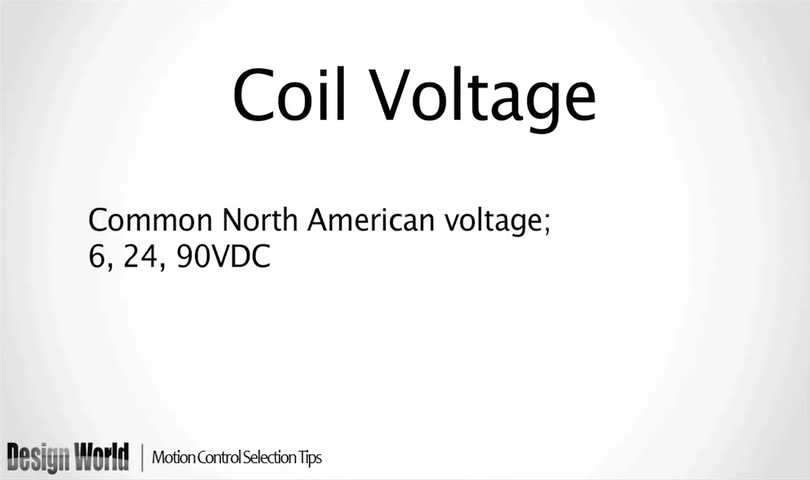 Coil Voltage
Common North American voltage;
6, 24, 90VDC
Design World | Motion Control Selection Tips